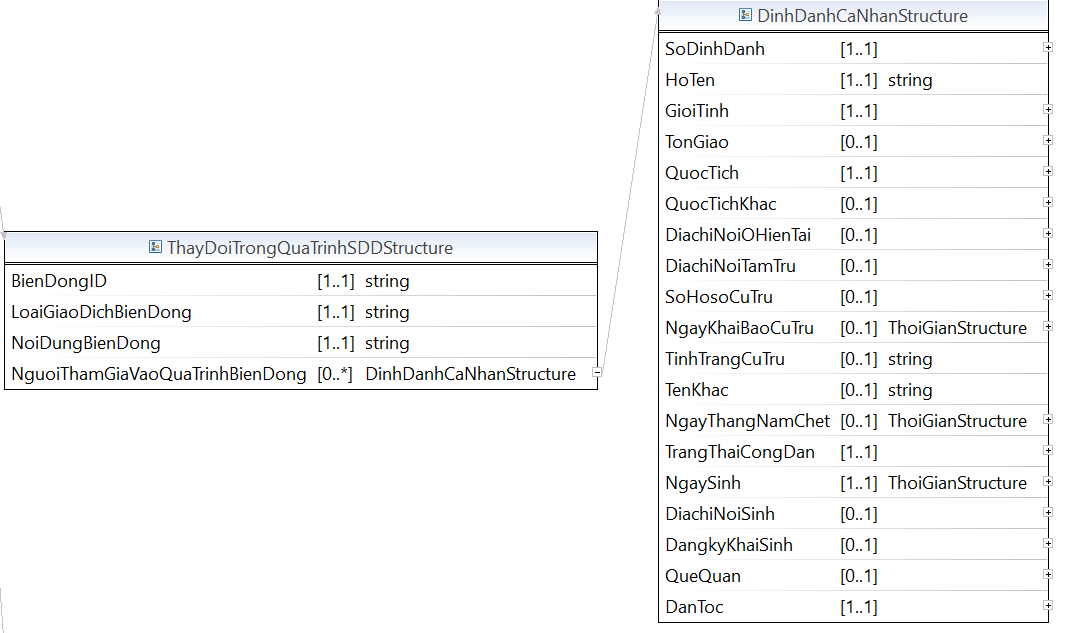 DinhDanhCaNhanStructure
SoDinhDanh [1..1]
HoTen [1..1] string
GioiTinh [1..1]
TonGiao [0..1]
QuocTich [1..1]
QuocTichKhac [0..1]
DiachiNoiOHienTai [0..1]
DiachiNoiTamTru [0..1]
SoHosoCuTru [0..1]
NgayKhaiBaoCuTru [0..1] ThoiGianStructure
TinhTrangCuTru [0..1] string
TenKhac [0..1] string
NgayThangNamChet [0..1] ThoiGianStructure
TrangThaiCongDan [1..1]
NgaySinh [1..1] ThoiGianStructure
DiachiNoiSinh [0..1]
DangkyKhaiSinh [0..1]
QueQuan [0..1]
DanToc [1..1]
ThayDoiTrongQuaTrinhSDDStructure
BienDongID [1..1] string
LoaiGiaoDichBienDong [1..1] string
NoiDungBienDong [1..1] string
NguoiThamGiaVaoQuaTrinhBienDong [0..*] DinhDanhCaNhanStructure